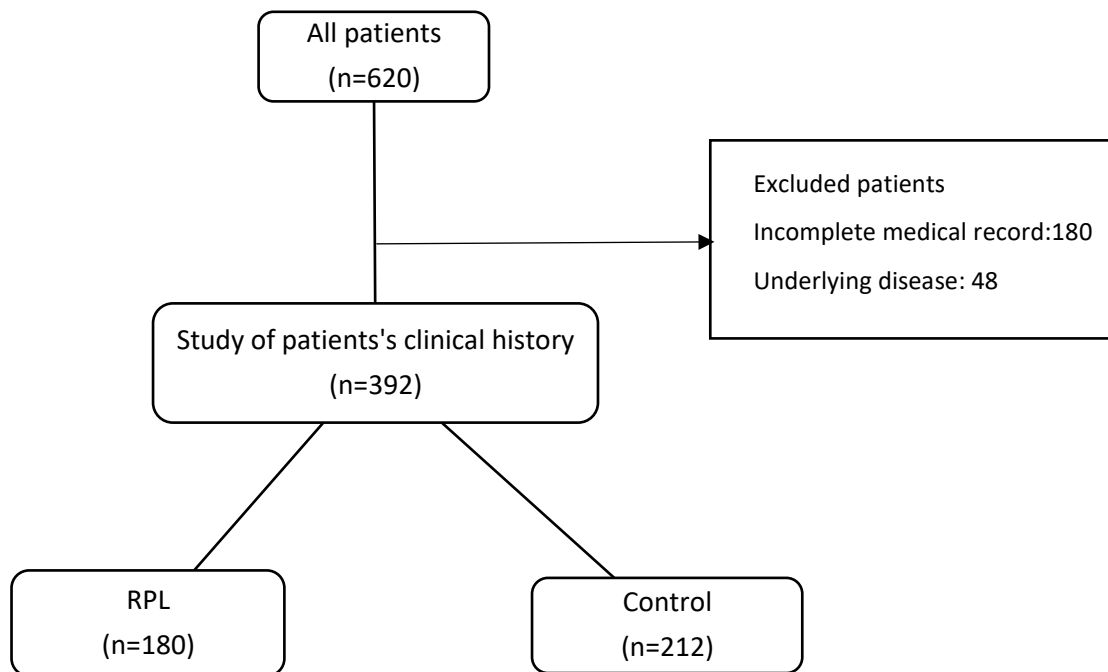 All patients
(n=620)
Excluded patients
Incomplete medical record:180
Underlying disease: 48
Study of patients's clinical history
(n=392)
RPL
(n=180)
Control
(n=212)